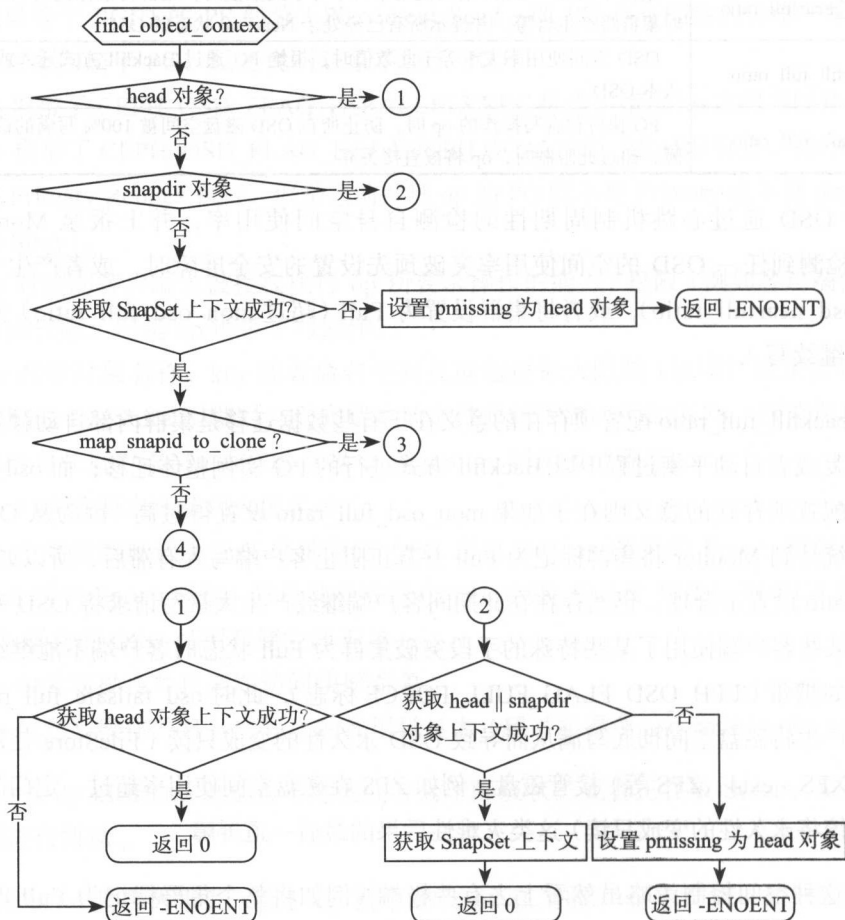 find_object_context
head 对象?
是
1
否
snapdir 对象
是
2
否
获取 SnapSet 上下文成功?
否
设置 pmissing 为 head 对象
返回 -ENOENT
是
map_snapid_to_clone ?
是
3
否
4
1
获取 head 对象上下文成功?
否
是
返回 0
返回 -ENOENT
2
获取 head || snapdir
对象上下文成功?
否
是
获取 SnapSet 上下文
设置 pmissing 为 head 对象
返回 0
返回 -ENOENT